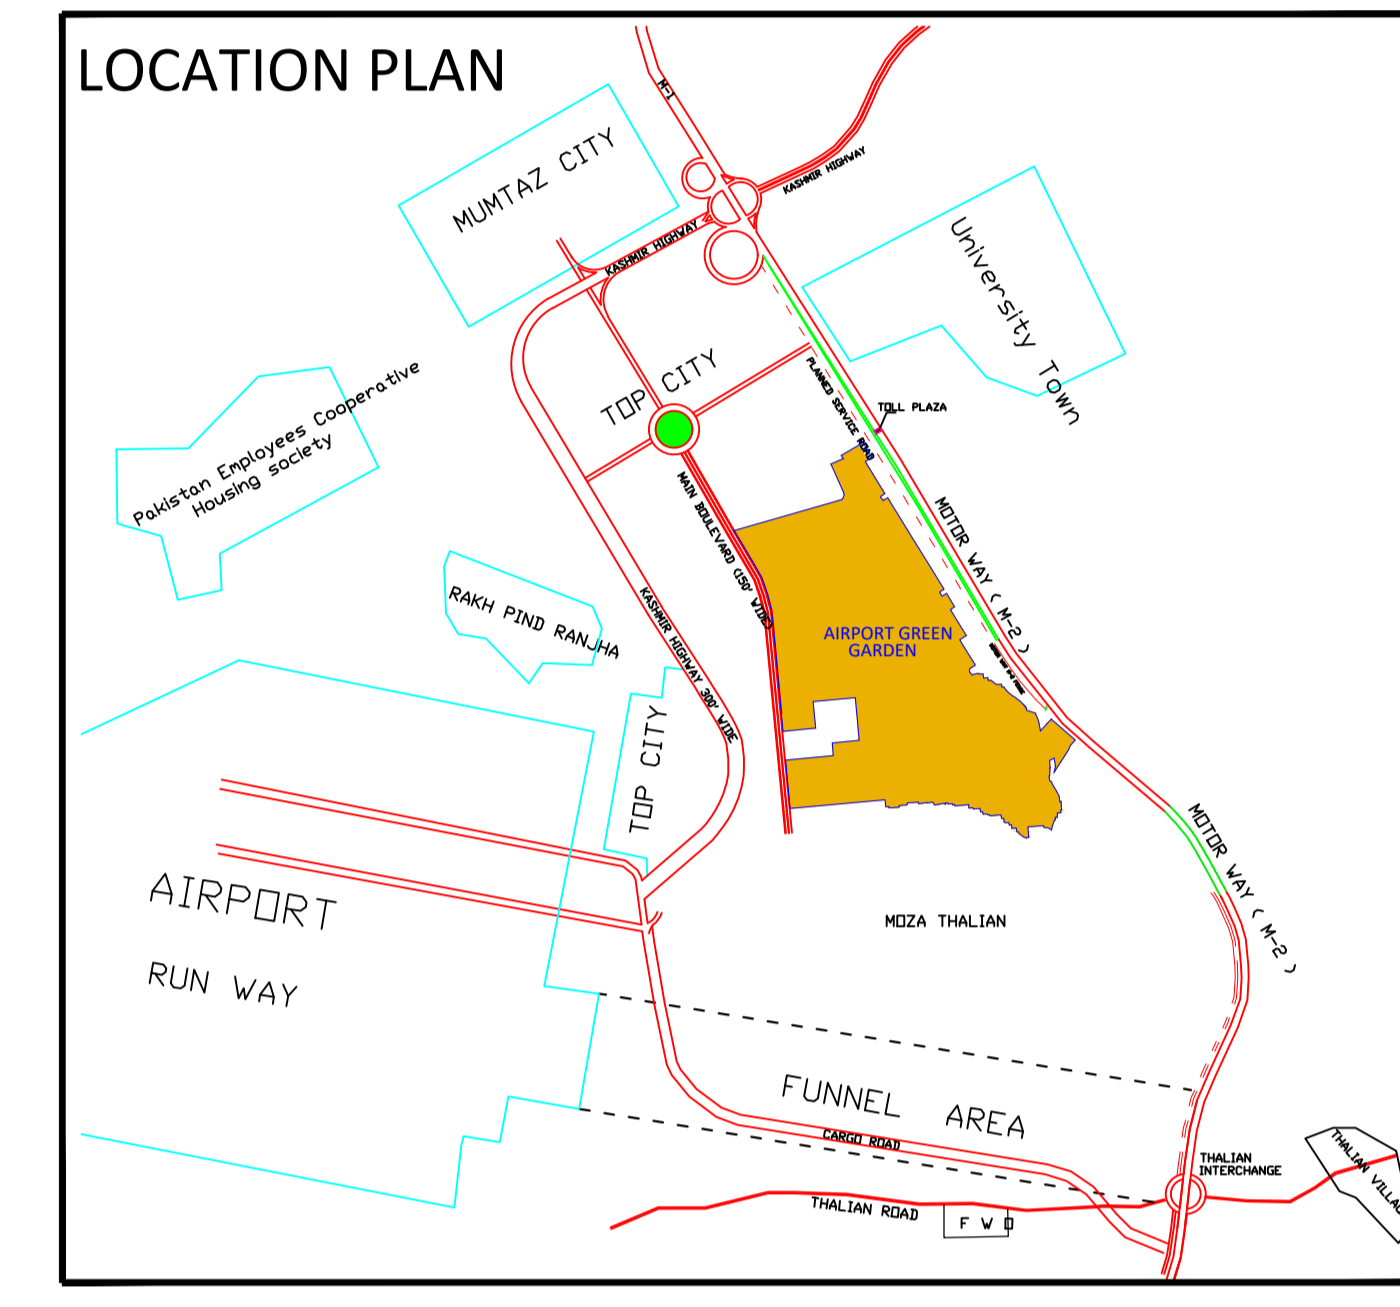 LOCATION PLAN
M-1
MUMTAZ CITY
KASHMIR HIGHWAY
KASHMIR HIGHWAY
University Town
TOP CITY
PLANNED SERVICE ROAD
TOLL PLAZA
Pakistan Employees Cooperative
Housing society
MAIN BOULEVARD (150' WIDE)
MOTOR WAY ( M-2 )
RAKH PIND RANJHA
KASHMIR HIGHWAY 300' WIDE
AIRPORT GREEN
GARDEN
TOP CITY
MOTOR WAY ( M-2 )
AIRPORT
RUN WAY
MOZA THALIAN
FUNNEL AREA
CARGO ROAD
THALIAN
INTERCHANGE
THALIAN
THALIAN ROAD
F W O